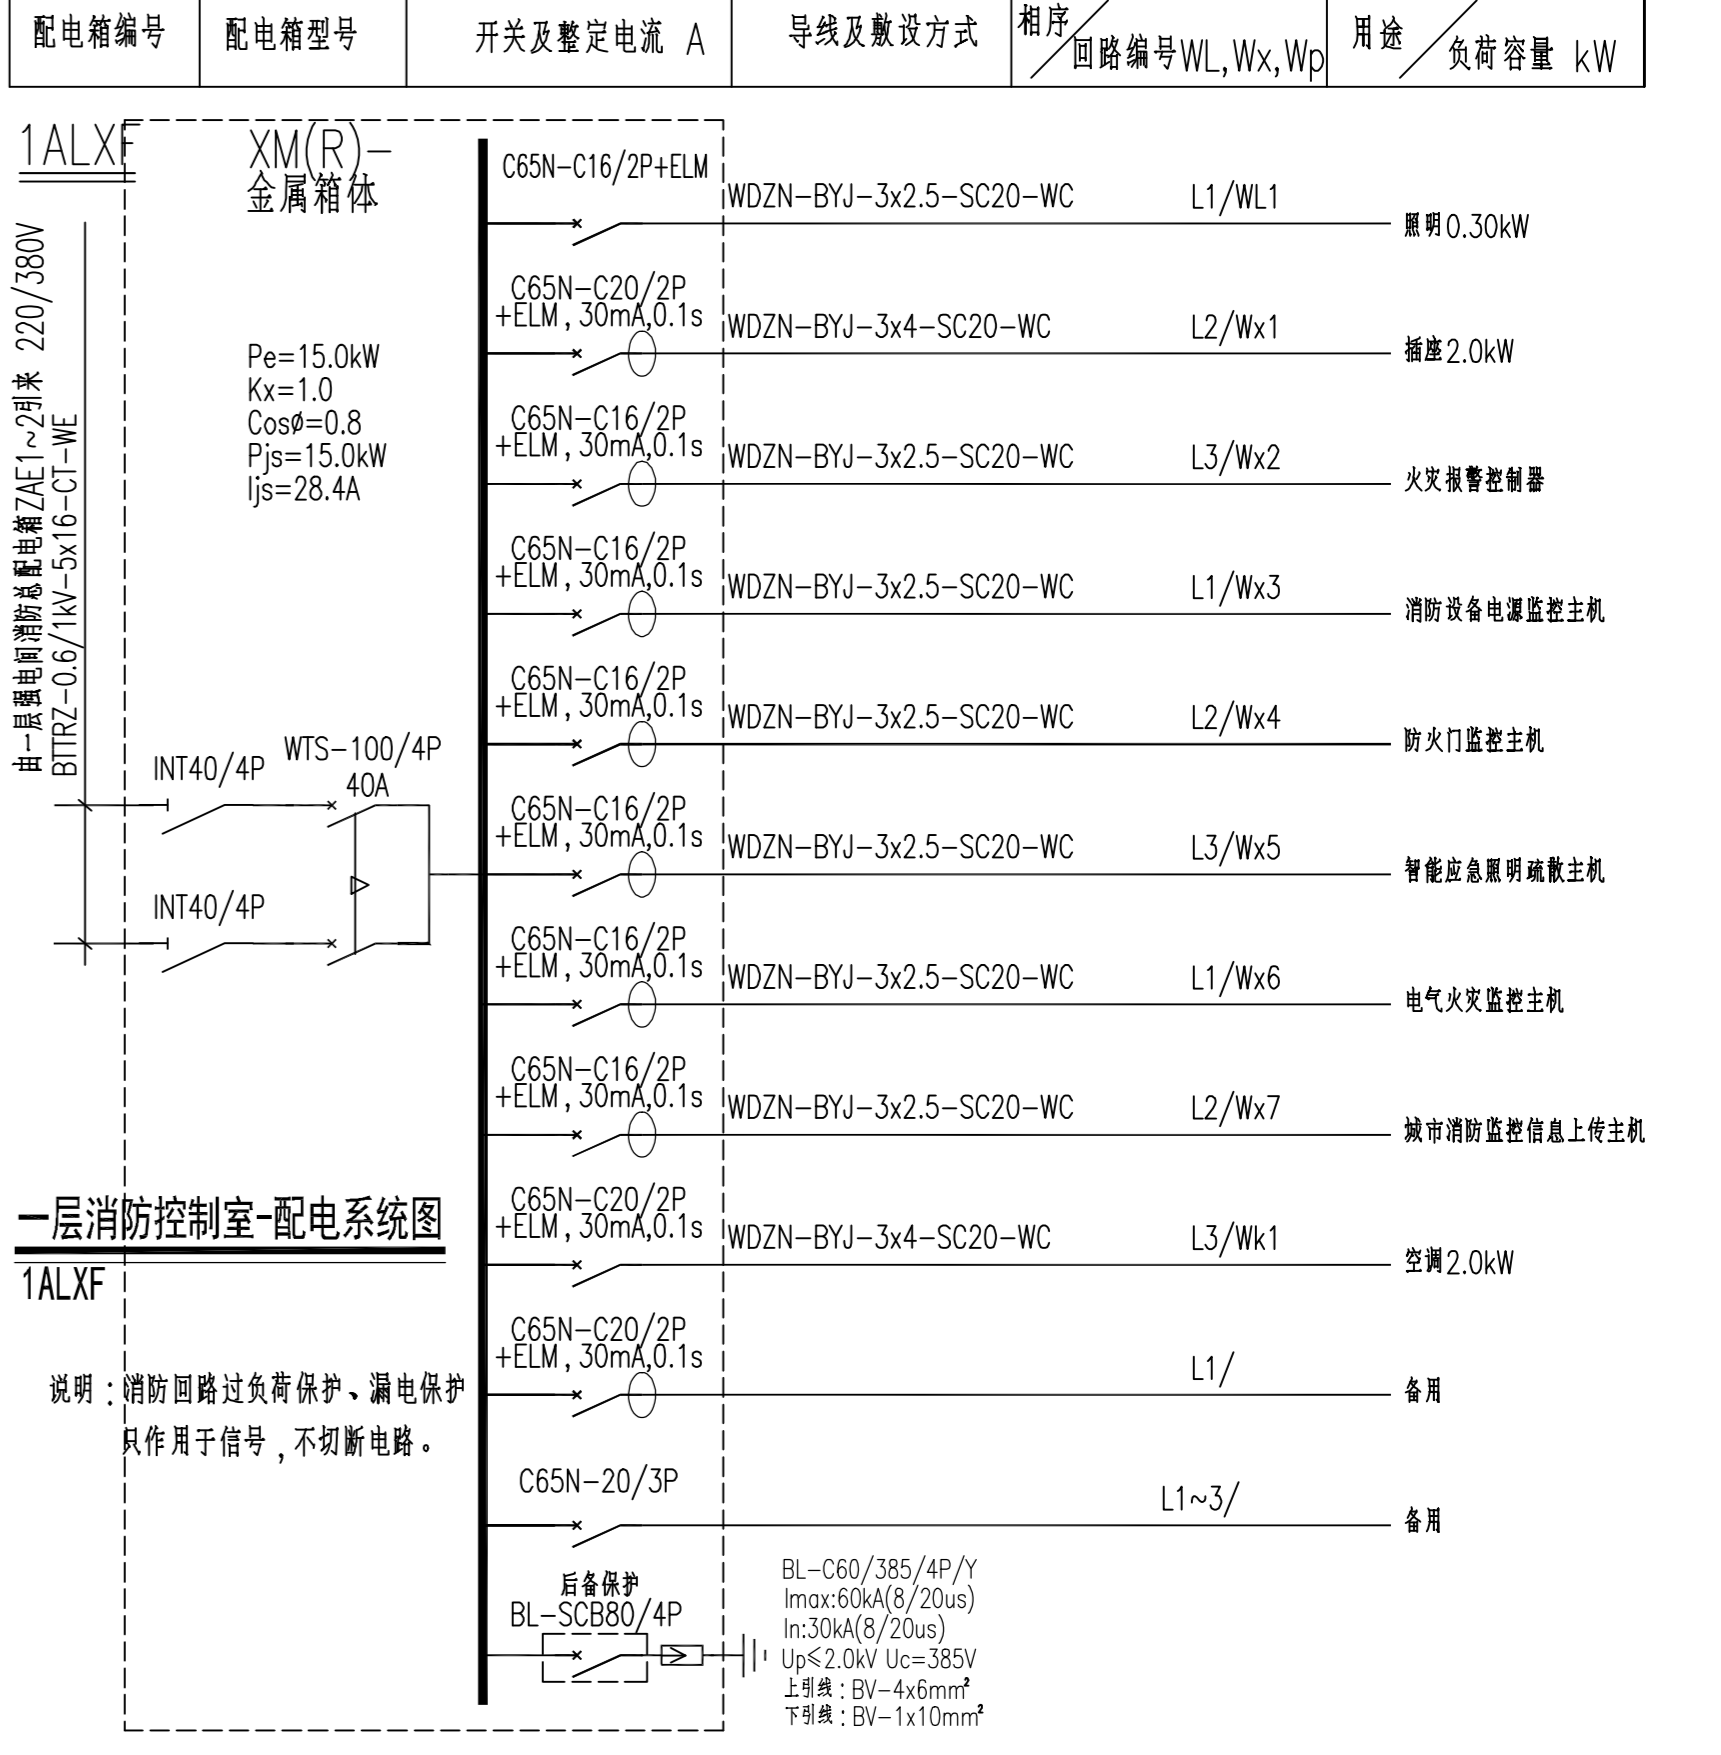 配电箱编号
配电箱型号
开关及整定电流 A
导线及敷设方式
相序
回路编号WL,Wx,Wp
用途
负荷容量 kW
1ALXF
XM(R)-
金属箱体
由一层强电间消防总配电箱ZAE1~2引来 220/380V
BTTRZ-0.6/1kV-5x16-CT-WE
Pe=15.0kW
Kx=1.0
Cosø=0.8
Pjs=15.0kW
Ijs=28.4A
INT40/4P
WTS-100/4P
40A
INT40/4P
C65N-C16/2P+ELM
WDZN-BYJ-3x2.5-SC20-WC
L1/WL1
照明0.30kW
C65N-C20/2P
+ELM,30mA,0.1s
WDZN-BYJ-3x4-SC20-WC
L2/Wx1
插座2.0kW
C65N-C16/2P
+ELM,30mA,0.1s
WDZN-BYJ-3x2.5-SC20-WC
L3/Wx2
火灾报警控制器
C65N-C16/2P
+ELM,30mA,0.1s
WDZN-BYJ-3x2.5-SC20-WC
L1/Wx3
消防设备电源监控主机
C65N-C16/2P
+ELM,30mA,0.1s
WDZN-BYJ-3x2.5-SC20-WC
L2/Wx4
防火门监控主机
C65N-C16/2P
+ELM,30mA,0.1s
WDZN-BYJ-3x2.5-SC20-WC
L3/Wx5
智能应急照明疏散主机
C65N-C16/2P
+ELM,30mA,0.1s
WDZN-BYJ-3x2.5-SC20-WC
L1/Wx6
电气火灾监控主机
C65N-C16/2P
+ELM,30mA,0.1s
WDZN-BYJ-3x2.5-SC20-WC
L2/Wx7
城市消防监控信息上传主机
C65N-C20/2P
+ELM,30mA,0.1s
WDZN-BYJ-3x4-SC20-WC
L3/Wk1
空调2.0kW
C65N-C20/2P
+ELM,30mA,0.1s
L1/
备用
C65N-20/3P
L1~3/
备用
后备保护
BL-SCB80/4P
BL-C60/385/4P/Y
Imax:60kA(8/20us)
In:30kA(8/20us)
Up≤2.0kV Uc=385V
上引线:BV-4x6mm²
下引线:BV-1x10mm²
一层消防控制室-配电系统图
1ALXF
说明:消防回路过负荷保护、漏电保护
只作用于信号,不切断电路。